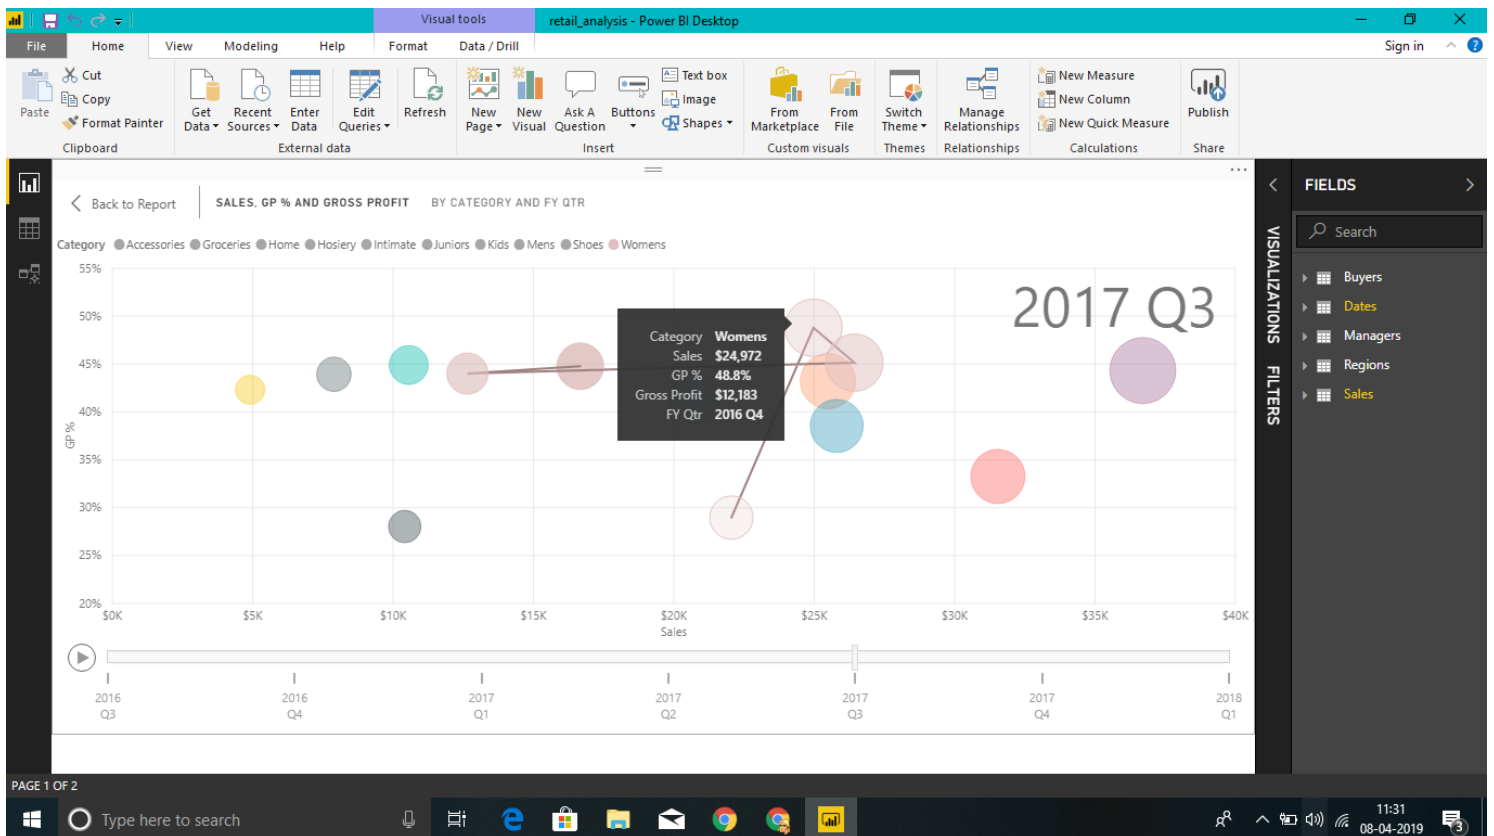 Visual tools
retail_analysis - Power BI Desktop
File Home View Modeling Help Format Data / Drill Sign in
Paste
Cut
Copy
Format Painter
Clipboard
Get Data
Recent Sources
Enter Data
Edit Queries
Refresh
External data
New Page
New Visual
Ask A Question
Buttons
Text box
Image
Shapes
Insert
From Marketplace
From File
Custom visuals
Switch Theme
Themes
Manage Relationships
Relationships
New Measure
New Column
New Quick Measure
Calculations
Publish
Share
Back to Report
SALES, GP % AND GROSS PROFIT BY CATEGORY AND FY QTR
Category Accessories Groceries Home Hosiery Intimate Juniors Kids Mens Shoes Womens
2017 Q3
55%
50%
45%
40%
35%
30%
25%
20%
GP %
Category Womens
Sales $24,972
GP % 48.8%
Gross Profit $12,183
FY Qtr 2016 Q4
$0K $5K $10K $15K $20K $25K $30K $35K $40K
Sales
2016 2016 2017 2017 2017 2017 2018
Q3 Q4 Q1 Q2 Q3 Q4 Q1
VISUALIZATIONS
FILTERS
FIELDS
Search
Buyers
Dates
Managers
Regions
Sales
PAGE 1 OF 2
Type here to search
11:31
08-04-2019
3